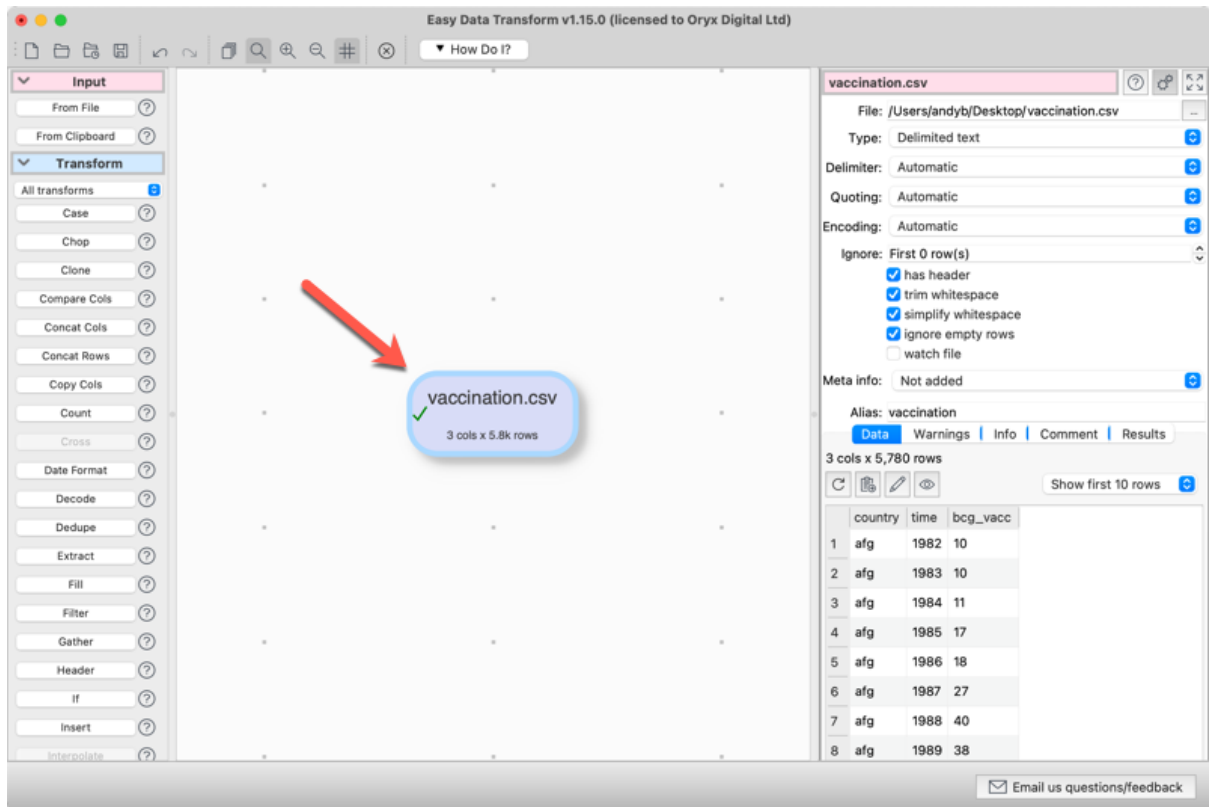 Easy Data Transform v1.15.0 (licensed to Oryx Digital Ltd)
▼ How Do I?
Input
From File ?
From Clipboard ?
Transform
All transforms
Case ?
Chop ?
Clone ?
Compare Cols ?
Concat Cols ?
Concat Rows ?
Copy Cols ?
Count ?
Cross ?
Date Format ?
Decode ?
Dedupe ?
Extract ?
Fill ?
Filter ?
Gather ?
Header ?
If ?
Insert ?
Interpolate ?
vaccination.csv
3 cols x 5.8k rows
vaccination.csv ?
File: /Users/andyb/Desktop/vaccination.csv ...
Type: Delimited text
Delimiter: Automatic
Quoting: Automatic
Encoding: Automatic
Ignore: First 0 row(s)
has header
trim whitespace
simplify whitespace
ignore empty rows
watch file
Meta info: Not added
Alias: vaccination
Data Warnings Info Comment Results
3 cols x 5,780 rows
Show first 10 rows
country time bcg_vacc
1 afg 1982 10
2 afg 1983 10
3 afg 1984 11
4 afg 1985 17
5 afg 1986 18
6 afg 1987 27
7 afg 1988 40
8 afg 1989 38
Email us questions/feedback